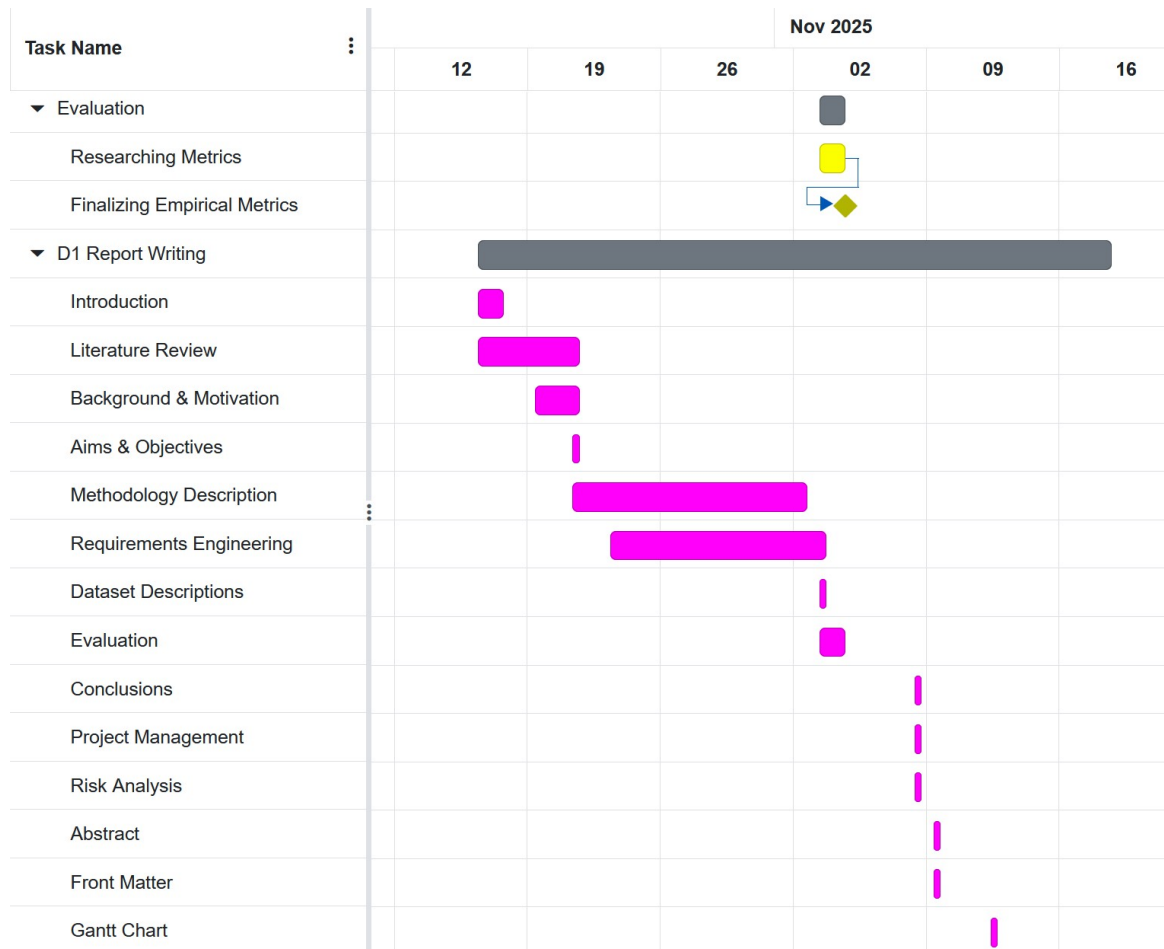 Nov 2025
Task Name
12 19 26 02 09 16
Evaluation
Researching Metrics
Finalizing Empirical Metrics
D1 Report Writing
Introduction
Literature Review
Background & Motivation
Aims & Objectives
Methodology Description
Requirements Engineering
Dataset Descriptions
Evaluation
Conclusions
Project Management
Risk Analysis
Abstract
Front Matter
Gantt Chart